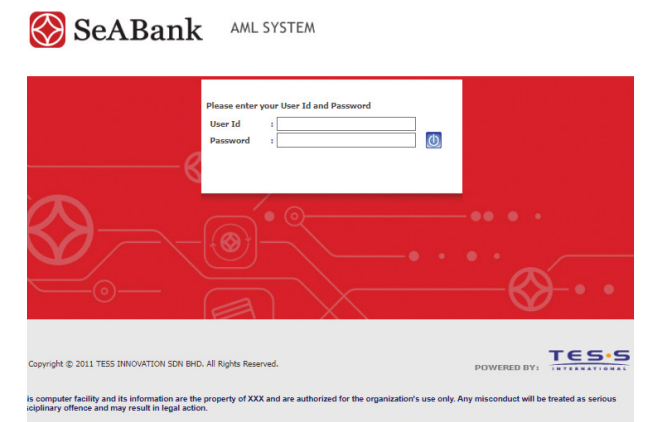 SeABank AML SYSTEM
Please enter your User Id and Password
User Id :
Password :
Copyright © 2011 TESS INNOVATION SDN BHD. All Rights Reserved.
POWERED BY: TES·S
INTERNATIONAL
is computer facility and its information are the property of XXX and are authorized for the organization's use only. Any misconduct will be treated as serious
sciplinary offence and may result in legal action.